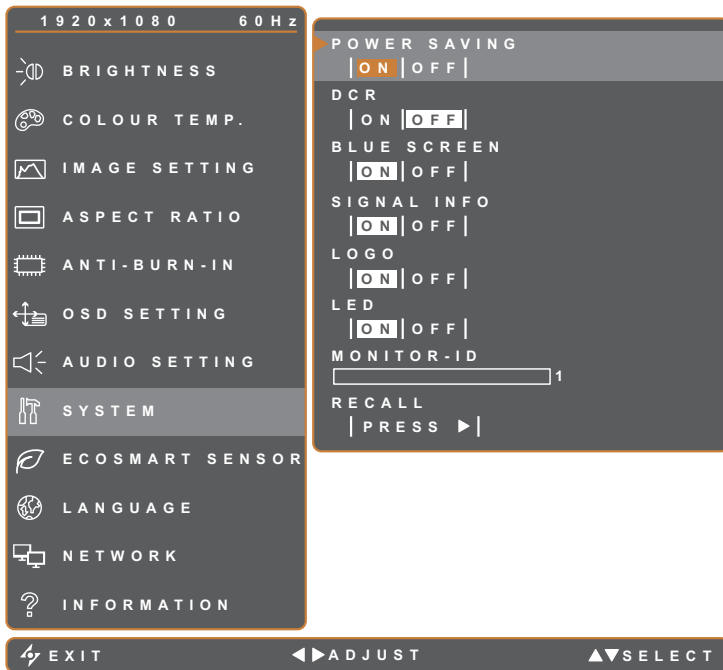 1920x1080 60Hz
BRIGHTNESS
COLOUR TEMP.
IMAGE SETTING
ASPECT RATIO
ANTI-BURN-IN
OSD SETTING
AUDIO SETTING
SYSTEM
ECOSMART SENSOR
LANGUAGE
NETWORK
INFORMATION
POWER SAVING
ON OFF
DCR
ON OFF
BLUE SCREEN
ON OFF
SIGNAL INFO
ON OFF
LOGO
ON OFF
LED
ON OFF
MONITOR-ID
1
RECALL
PRESS ▶
EXIT ◀▶ADJUST ▲▼SELECT